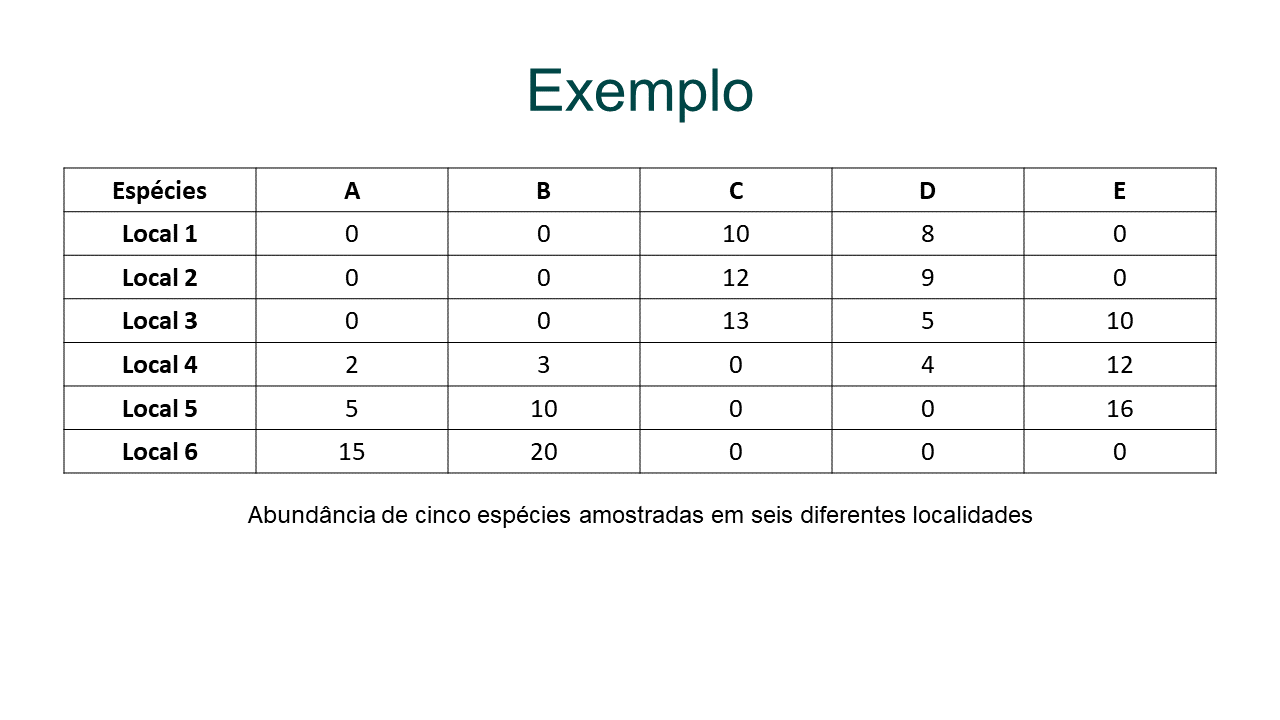 Exemplo
Espécies A B C D E
Local 1 0 0 10 8 0
Local 2 0 0 12 9 0
Local 3 0 0 13 5 10
Local 4 2 3 0 4 12
Local 5 5 10 0 0 16
Local 6 15 20 0 0 0
Abundância de cinco espécies amostradas em seis diferentes localidades